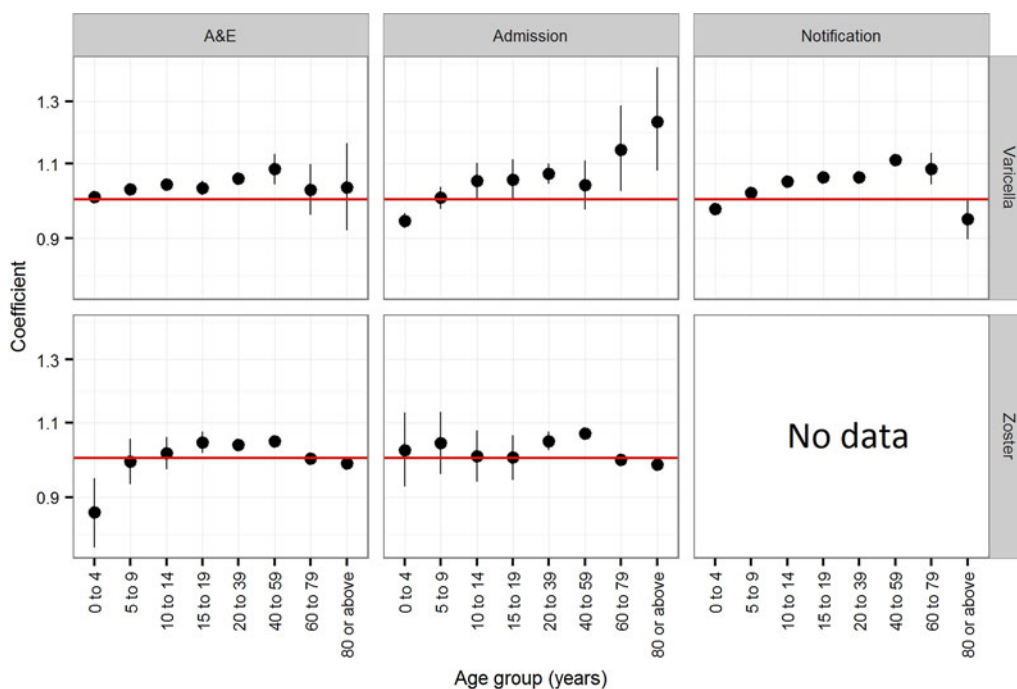 A&E
Admission
Notification
1.3
1.1
0.9
Varicella
Coefficient
1.3
1.1
0.9
No data
Zoster
0 to 4
5 to 9
10 to 14
15 to 19
20 to 39
40 to 59
60 to 79
80 or above
0 to 4
5 to 9
10 to 14
15 to 19
20 to 39
40 to 59
60 to 79
80 or above
0 to 4
5 to 9
10 to 14
15 to 19
20 to 39
40 to 59
60 to 79
80 or above
Age group (years)